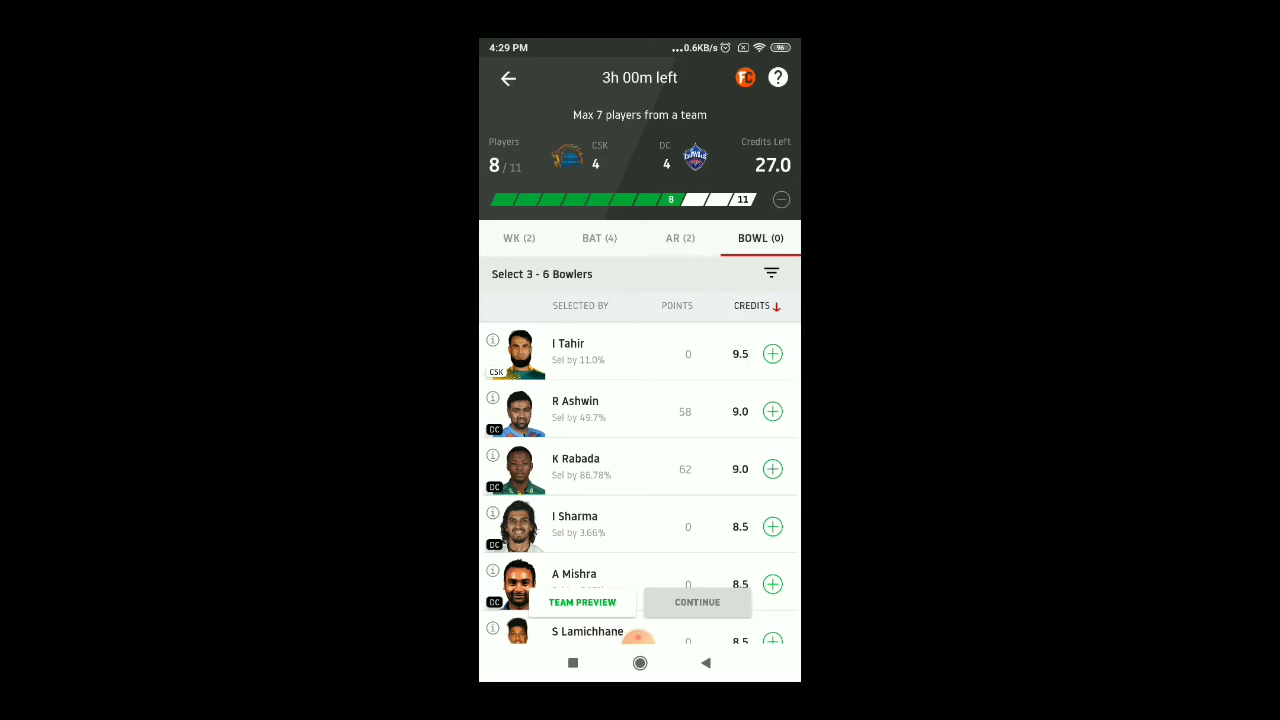 4:29 PM
...0.6KB/s
96
3h 00m left
FC
?
Max 7 players from a team
Players
CSK
DC
Credits Left
8 / 11
4
4
27.0
8
11
WK (2)
BAT (4)
AR (2)
BOWL (0)
Select 3 - 6 Bowlers
SELECTED BY
POINTS
CREDITS
I Tahir
Sel by 11.0%
0
9.5
CSK
R Ashwin
Sel by 49.7%
58
9.0
DC
K Rabada
Sel by 86.78%
62
9.0
DC
I Sharma
Sel by 3.66%
0
8.5
DC
A Mishra
0
8.5
DC
TEAM PREVIEW
CONTINUE
S Lamichhane
0
8.5